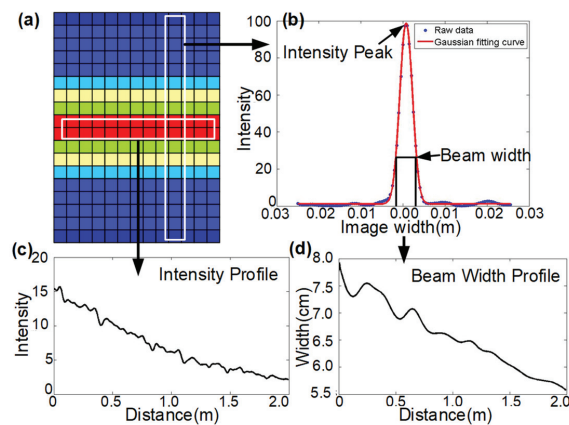 (a)
(b)
100
80
60
40
20
0
Intensity
Intensity Peak
Raw data
Gaussian fitting curve
Beam width
0.03 0.02 0.01 0.00 0.01 0.02 0.03
Image width(m)
(c)
20
15
10
5
0
Intensity
Intensity Profile
0 0.5 1.0 1.5 2.0
Distance(m)
(d)
8.0
7.5
7.0
6.5
6.0
5.5
Width(cm)
Beam Width Profile
0 0.5 1.0 1.5 2.0
Distance(m)